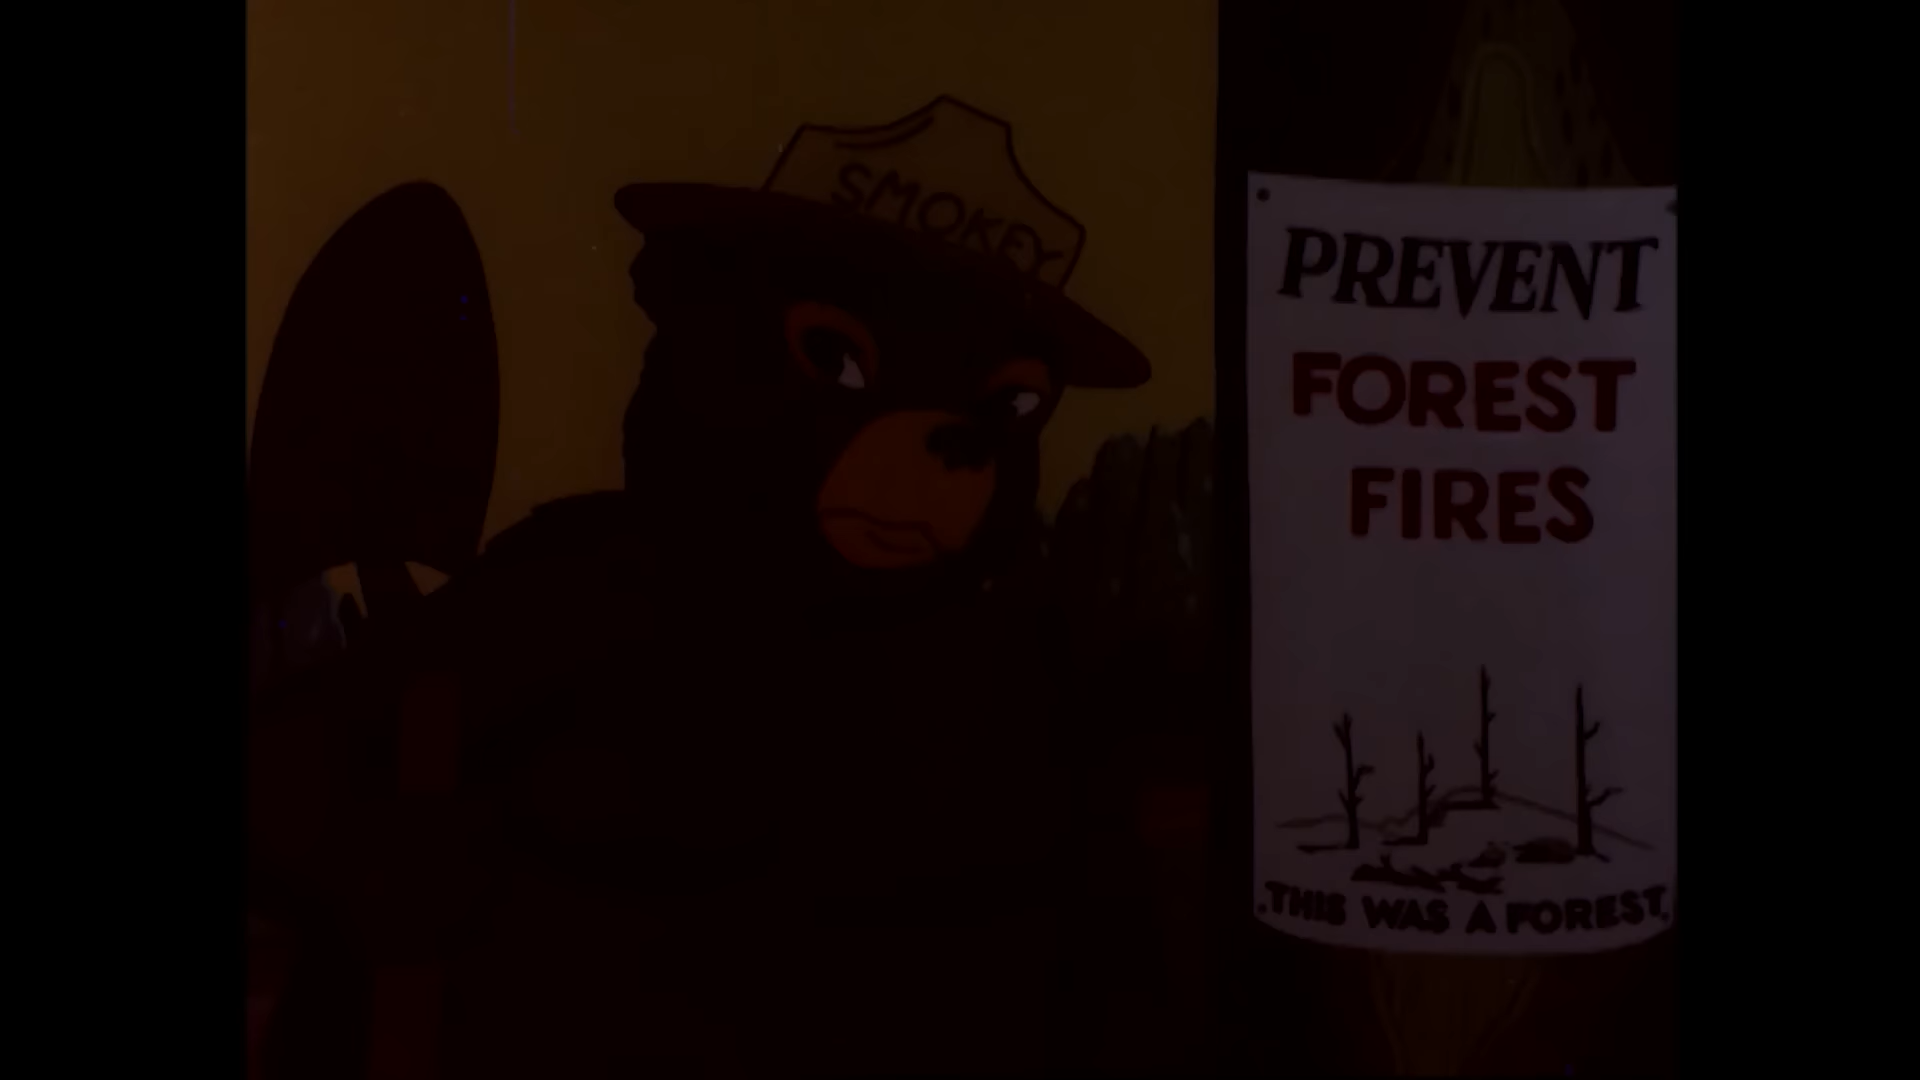 SMOKEY
PREVENT
FOREST
FIRES
THIS WAS A FOREST